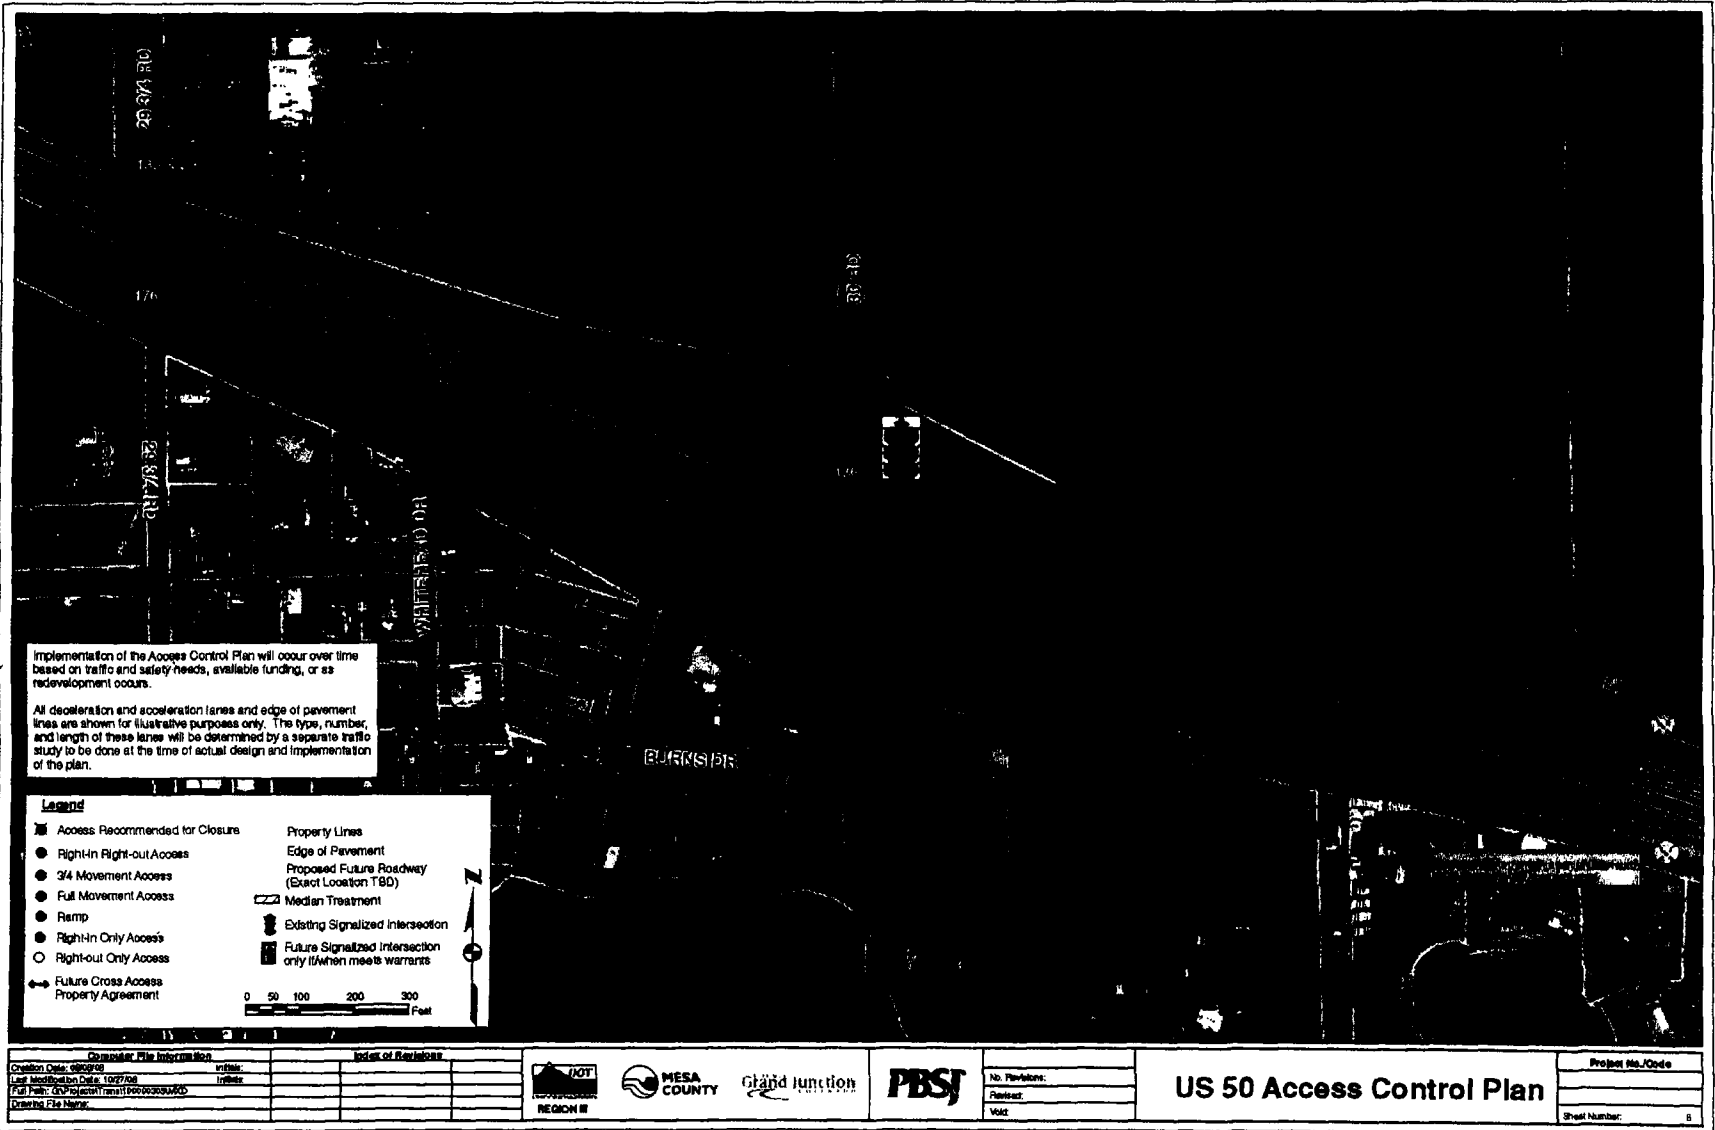 29 3/4 RD
176
30 RD
176
29 3/4 RD
WHITEHEAD DR
BURNS DR
Implementation of the Access Control Plan will occur over time
based on traffic and safety needs, available funding, or as
redevelopment occurs.
All deceleration and acceleration lanes and edge of pavement
lines are shown for illustrative purposes only. The type, number,
and length of these lanes will be determined by a separate traffic
study to be done at the time of actual design and implementation
of the plan.
Legend
Access Recommended for Closure
Right-in Right-out Access
3/4 Movement Access
Full Movement Access
Ramp
Right-in Only Access
Right-out Only Access
Future Cross Access
Property Agreement
Property Lines
Edge of Pavement
Proposed Future Roadway
(Exact Location TBD)
Median Treatment
Existing Signalized Intersection
Future Signalized Intersection
only if/when meets warrants
N
0 50 100 200 300
Feet
Computer File Information
Creation Date: Initials:
Last Modification Date: 10/27/08 Initials:
Full Path:
Drawing File Name:
Index of Revisions
DOT
REGION III
MESA
COUNTY
Grand Junction
PBSJ
No. Revisions:
Revised:
Void:
US 50 Access Control Plan
Project No./Code
Sheet Number: